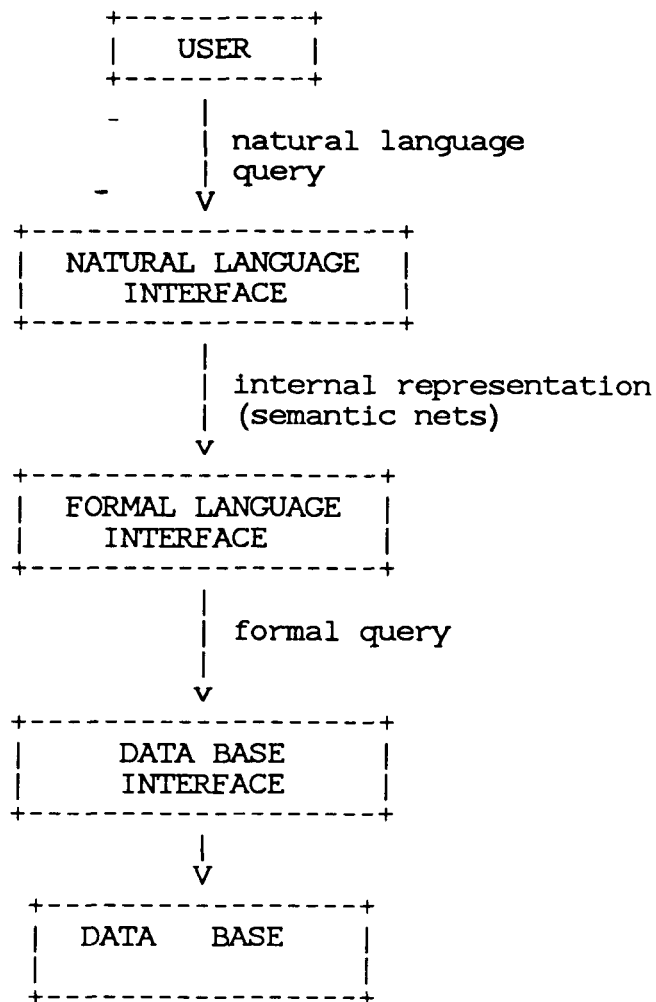 USER
natural language
query
NATURAL LANGUAGE
INTERFACE
internal representation
(semantic nets)
FORMAL LANGUAGE
INTERFACE
formal query
DATA BASE
INTERFACE
DATA BASE